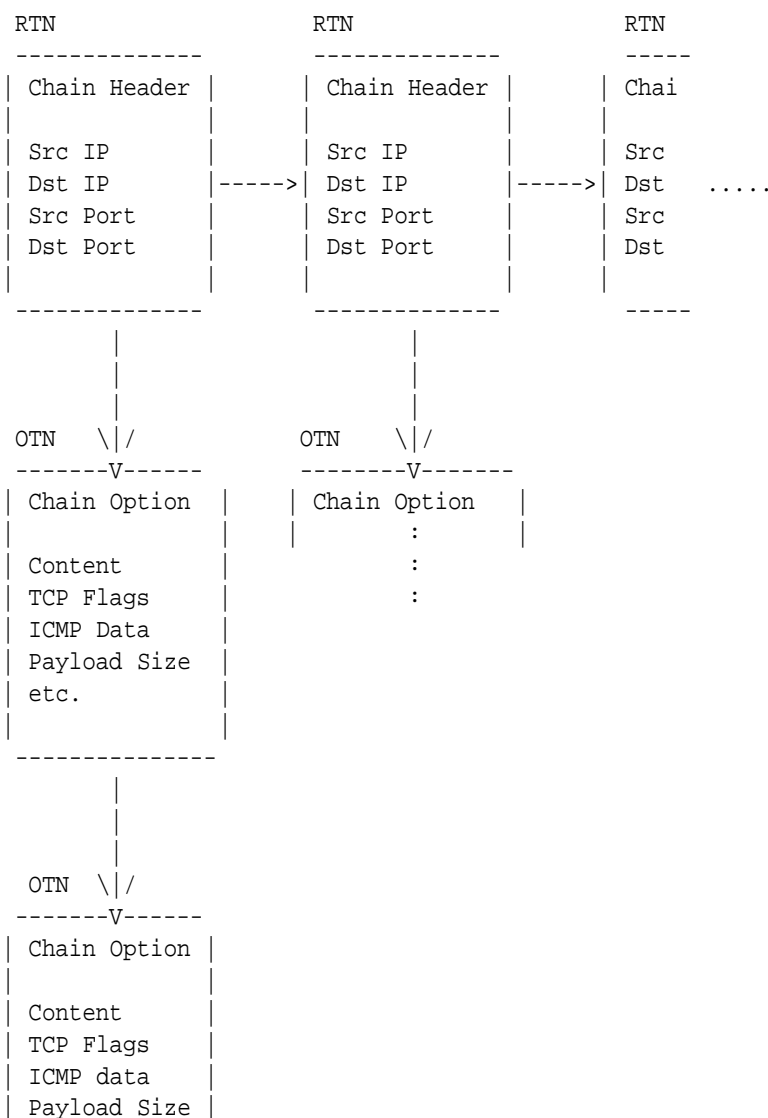 RTN RTN RTN
-------------- -------------- -----
| Chain Header | | Chain Header | | Chai
| | | | |
| Src IP | | Src IP | | Src
| Dst IP |----->| Dst IP |----->| Dst .....
| Src Port | | Src Port | | Src
| Dst Port | | Dst Port | | Dst
| | | | |
-------------- -------------- -----
| |
| |
| |
OTN \|/ OTN \|/
-------V------ --------V-------
| Chain Option | | Chain Option |
| | | : |
| Content | :
| TCP Flags | :
| ICMP Data |
| Payload Size |
| etc. |
| |
---------------
|
|
|
OTN \|/
-------V------
| Chain Option |
| |
| Content |
| TCP Flags |
| ICMP data |
| Payload Size |